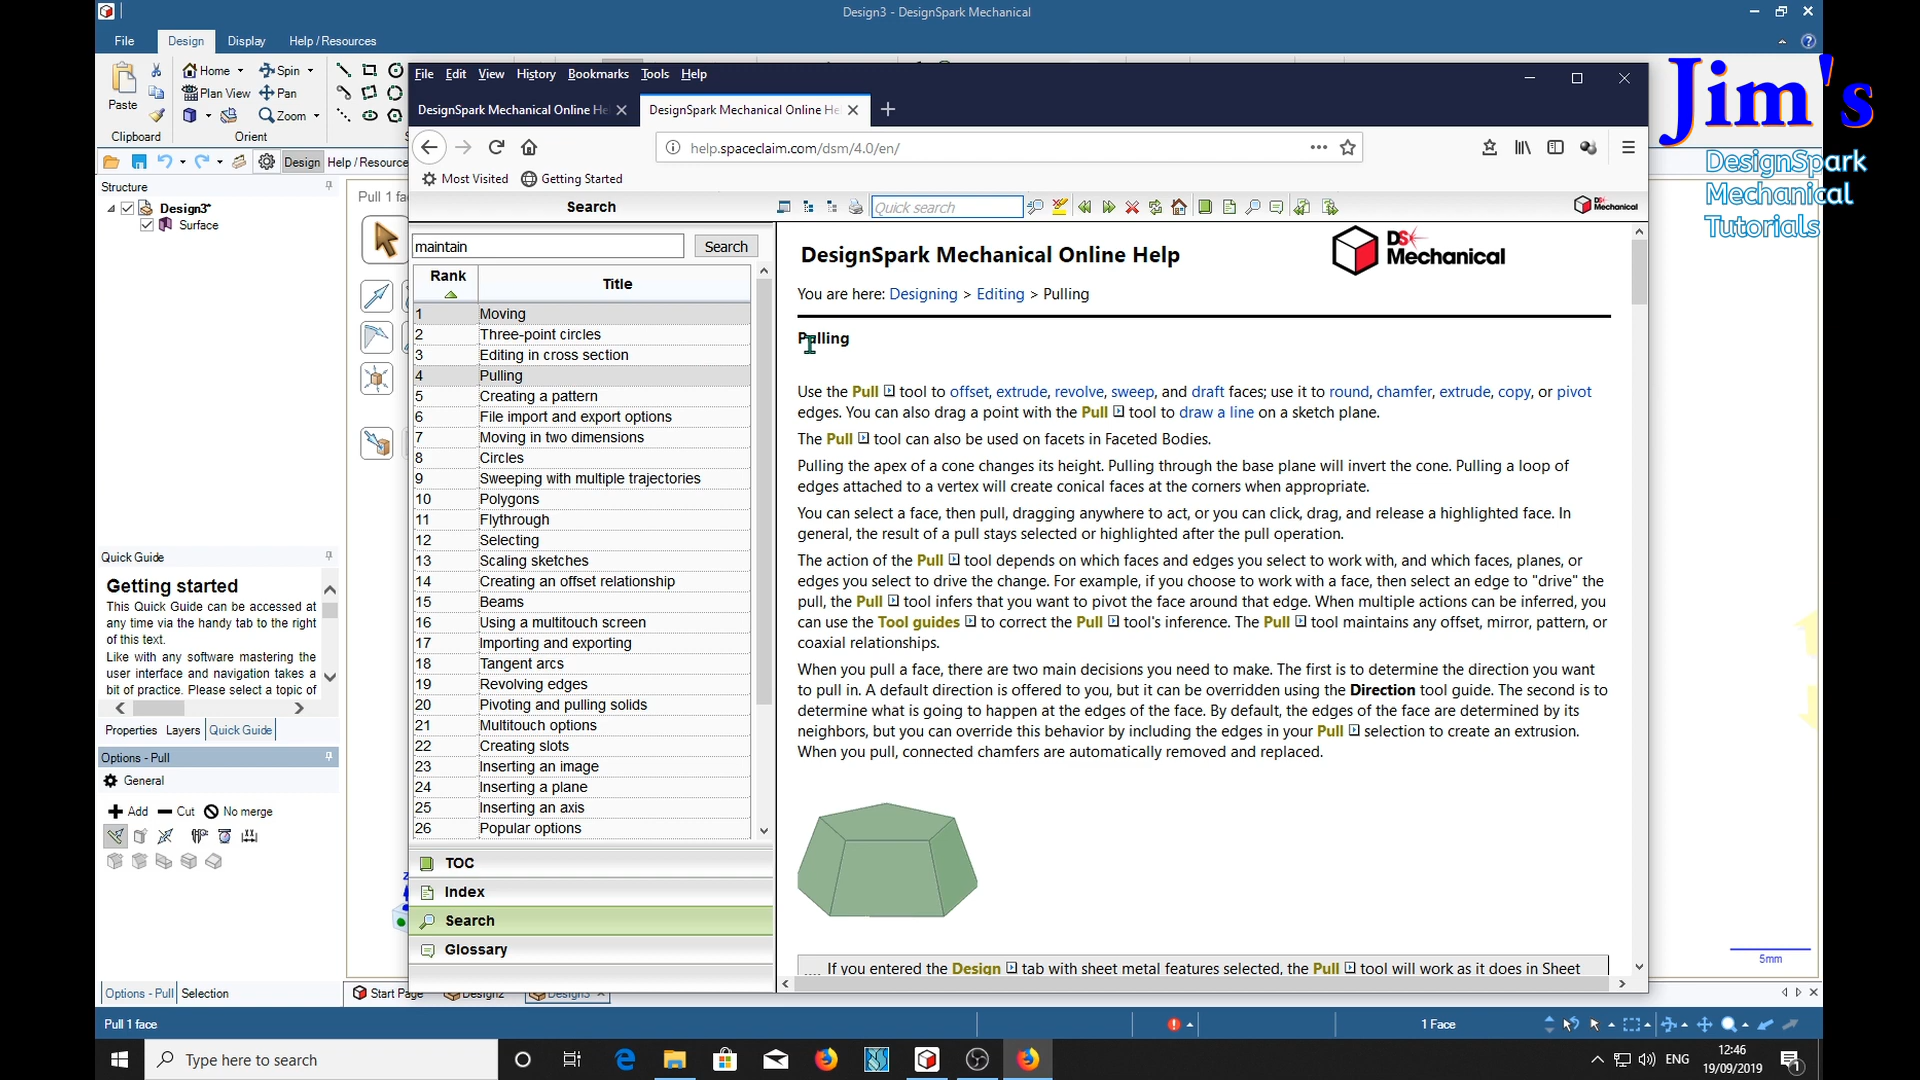 Design3 - DesignSpark Mechanical
File Design Display Help / Resources
Home Spin
Plan View Pan
Paste
Zoom
Clipboard Orient
Design Help / Resource
Structure
Design3*
Surface
Pull 1 fac
File Edit View History Bookmarks Tools Help
DesignSpark Mechanical Online He
DesignSpark Mechanical Online He
help.spaceclaim.com/dsm/4.0/en/
Most Visited Getting Started
Search
Quick search
DS Mechanical
maintain
Search
Rank Title
1 Moving
2 Three-point circles
3 Editing in cross section
4 Pulling
5 Creating a pattern
6 File import and export options
7 Moving in two dimensions
8 Circles
9 Sweeping with multiple trajectories
10 Polygons
11 Flythrough
12 Selecting
13 Scaling sketches
14 Creating an offset relationship
15 Beams
16 Using a multitouch screen
17 Importing and exporting
18 Tangent arcs
19 Revolving edges
20 Pivoting and pulling solids
21 Multitouch options
22 Creating slots
23 Inserting an image
24 Inserting a plane
25 Inserting an axis
26 Popular options
TOC
Index
Search
Glossary
DesignSpark Mechanical Online Help
DS Mechanical
You are here: Designing > Editing > Pulling
Pulling
Use the Pull tool to offset, extrude, revolve, sweep, and draft faces; use it to round, chamfer, extrude, copy, or pivot
edges. You can also drag a point with the Pull tool to draw a line on a sketch plane.
The Pull tool can also be used on facets in Faceted Bodies.
Pulling the apex of a cone changes its height. Pulling through the base plane will invert the cone. Pulling a loop of
edges attached to a vertex will create conical faces at the corners when appropriate.
You can select a face, then pull, dragging anywhere to act, or you can click, drag, and release a highlighted face. In
general, the result of a pull stays selected or highlighted after the pull operation.
The action of the Pull tool depends on which faces and edges you select to work with, and which faces, planes, or
edges you select to drive the change. For example, if you choose to work with a face, then select an edge to "drive" the
pull, the Pull tool infers that you want to pivot the face around that edge. When multiple actions can be inferred, you
can use the Tool guides to correct the Pull tool's inference. The Pull tool maintains any offset, mirror, pattern, or
coaxial relationships.
When you pull a face, there are two main decisions you need to make. The first is to determine the direction you want
to pull in. A default direction is offered to you, but it can be overridden using the Direction tool guide. The second is to
determine what is going to happen at the edges of the face. By default, the edges of the face are determined by its
neighbors, but you can override this behavior by including the edges in your Pull selection to create an extrusion.
When you pull, connected chamfers are automatically removed and replaced.
.... If you entered the Design tab with sheet metal features selected, the Pull tool will work as it does in Sheet
Jim's
DesignSpark
Mechanical
Tutorials
Quick Guide
Getting started
This Quick Guide can be accessed at
any time via the handy tab to the right
of this text.
Like with any software mastering the
user interface and navigation takes a
bit of practice. Please select a topic of
Properties Layers Quick Guide
Options - Pull
General
Add Cut No merge
Z
5mm
Options - Pull Selection
Start Page Design2 Design3
Pull 1 face
1 Face
Type here to search
ENG
12:46
19/09/2019
1